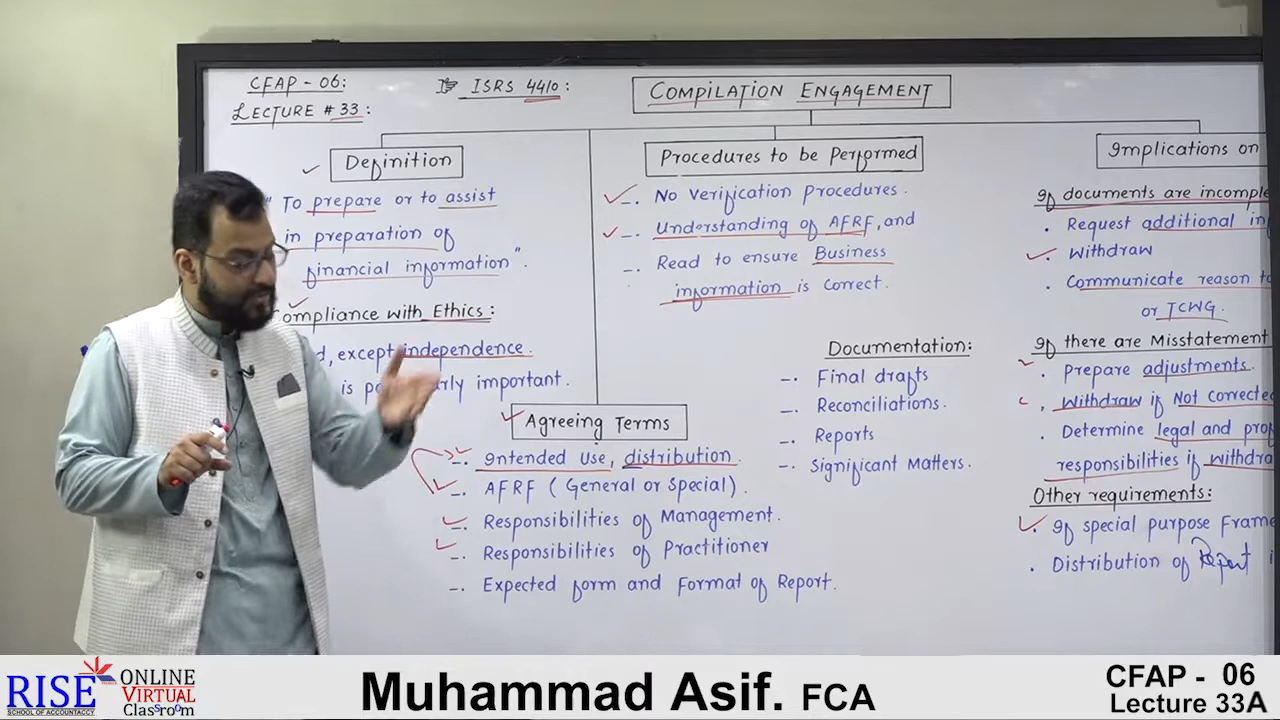 CFAP - 06:
LECTURE # 33:
ISRS 4410:
COMPILATION ENGAGEMENT
Definition
" To prepare or to assist
in preparation of
financial information".
ompliance with Ethics:
d, except independence.
is important.
Agreeing Terms
-. Intended Use, distribution.
-. AFRF ( General or Special).
-. Responsibilities of Management.
-. Responsibilities of Practitioner
-. Expected form and Format of Report.
Procedures to be Performed
-. No Verification Procedures.
-. Understanding of AFRF, and
-. Read to ensure Business
information is correct.
Documentation:
-. Final drafts
-. Reconciliations.
-. Reports
-. Significant Matters.
Implications on
If documents are incomple
. Request additional in
. Withdraw
. Communicate reason to
or TCWG.
If there are Misstatement
. Prepare adjustments.
. Withdraw if Not corrected
. Determine legal and pro
responsibilities if withdra
Other requirements:
. If special purpose Frame
. Distribution of Report i
RISE
SCHOOL OF ACCOUNTANCY
ONLINE
VIRTUAL
Classroom
Muhammad Asif. FCA
CFAP - 06
Lecture 33A